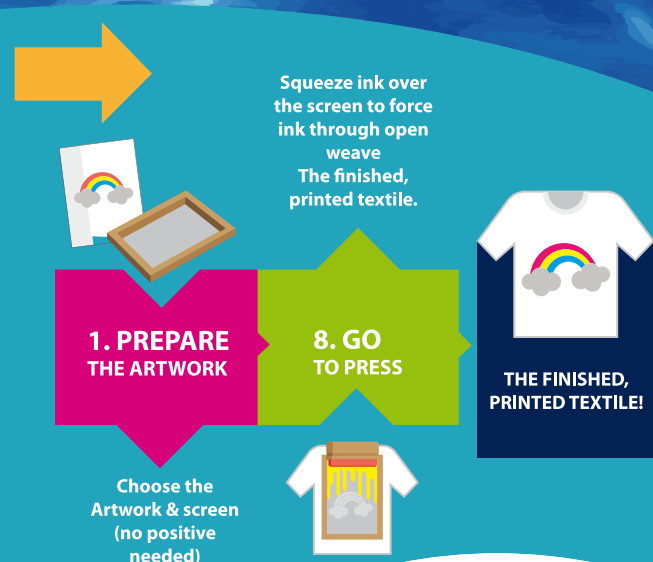 Squeeze ink over
the screen to force
ink through open
weave
The finished,
printed textile.
1. PREPARE
THE ARTWORK
8. GO
TO PRESS
THE FINISHED,
PRINTED TEXTILE!
Choose the
Artwork & screen
(no positive
needed)